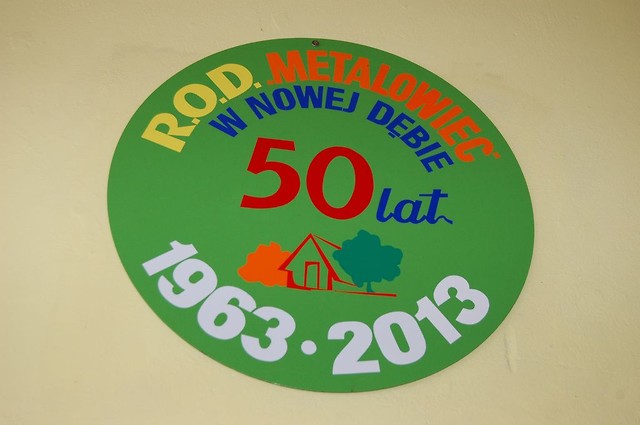 R.O.D. „METALOWIEC”
W NOWEJ DĘBIE
50 lat
1963 · 2013